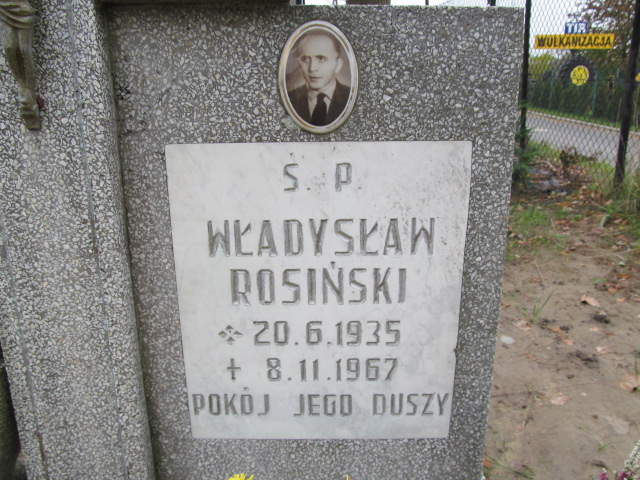 WULKANIZACJA
Ś. P.
WŁADYSŁAW
ROSIŃSKI
20.6.1935
† 8.11.1967
POKÓJ JEGO DUSZY